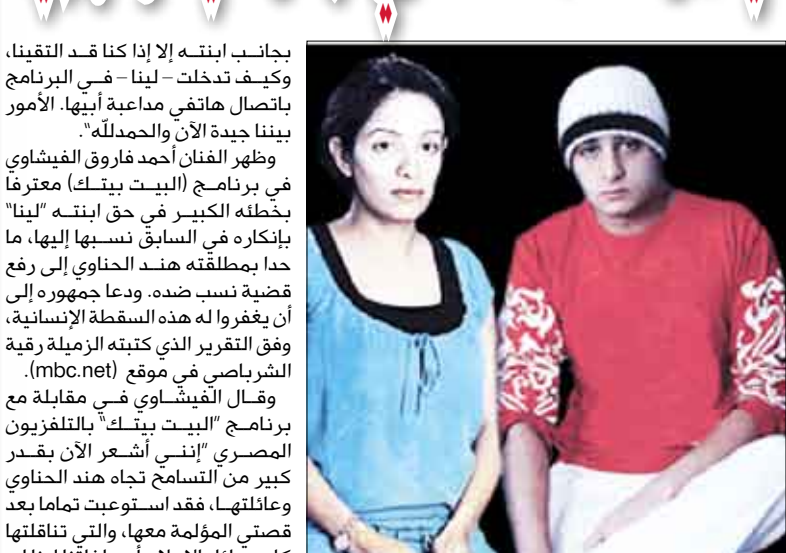 بجانب ابنته إلا إذا كنا قد التقينا،
وكيف تدخلت – لينا – في البرنامج
باتصال هاتفي مداعبة أبيها. الأمور
بيننا جيدة الآن والحمدللّه".
وظهر الفنان أحمد فاروق الفيشاوي
في برنامج (البيت بيتك) معترفا
بخطئه الكبير في حق ابنته "لينا"
بإنكاره في السابق نسبها إليها، ما
حدا بمطلقته هند الحناوي إلى رفع
قضية نسب ضده. ودعا جمهوره إلى
أن يغفروا له هذه السقطة الإنسانية،
وفق التقرير الذي كتبته الزميلة رقية
الشرباصي في موقع (mbc.net).
وقال الفيشاوي في مقابلة مع
برنامج "البيت بيتك" بالتلفزيون
المصري "إنني أشعر الآن بقدر
كبير من التسامح تجاه هند الحناوي
وعائلتها، فقد استوعبت تماما بعد
قصتي المؤلمة معها، والتي تناقلتها